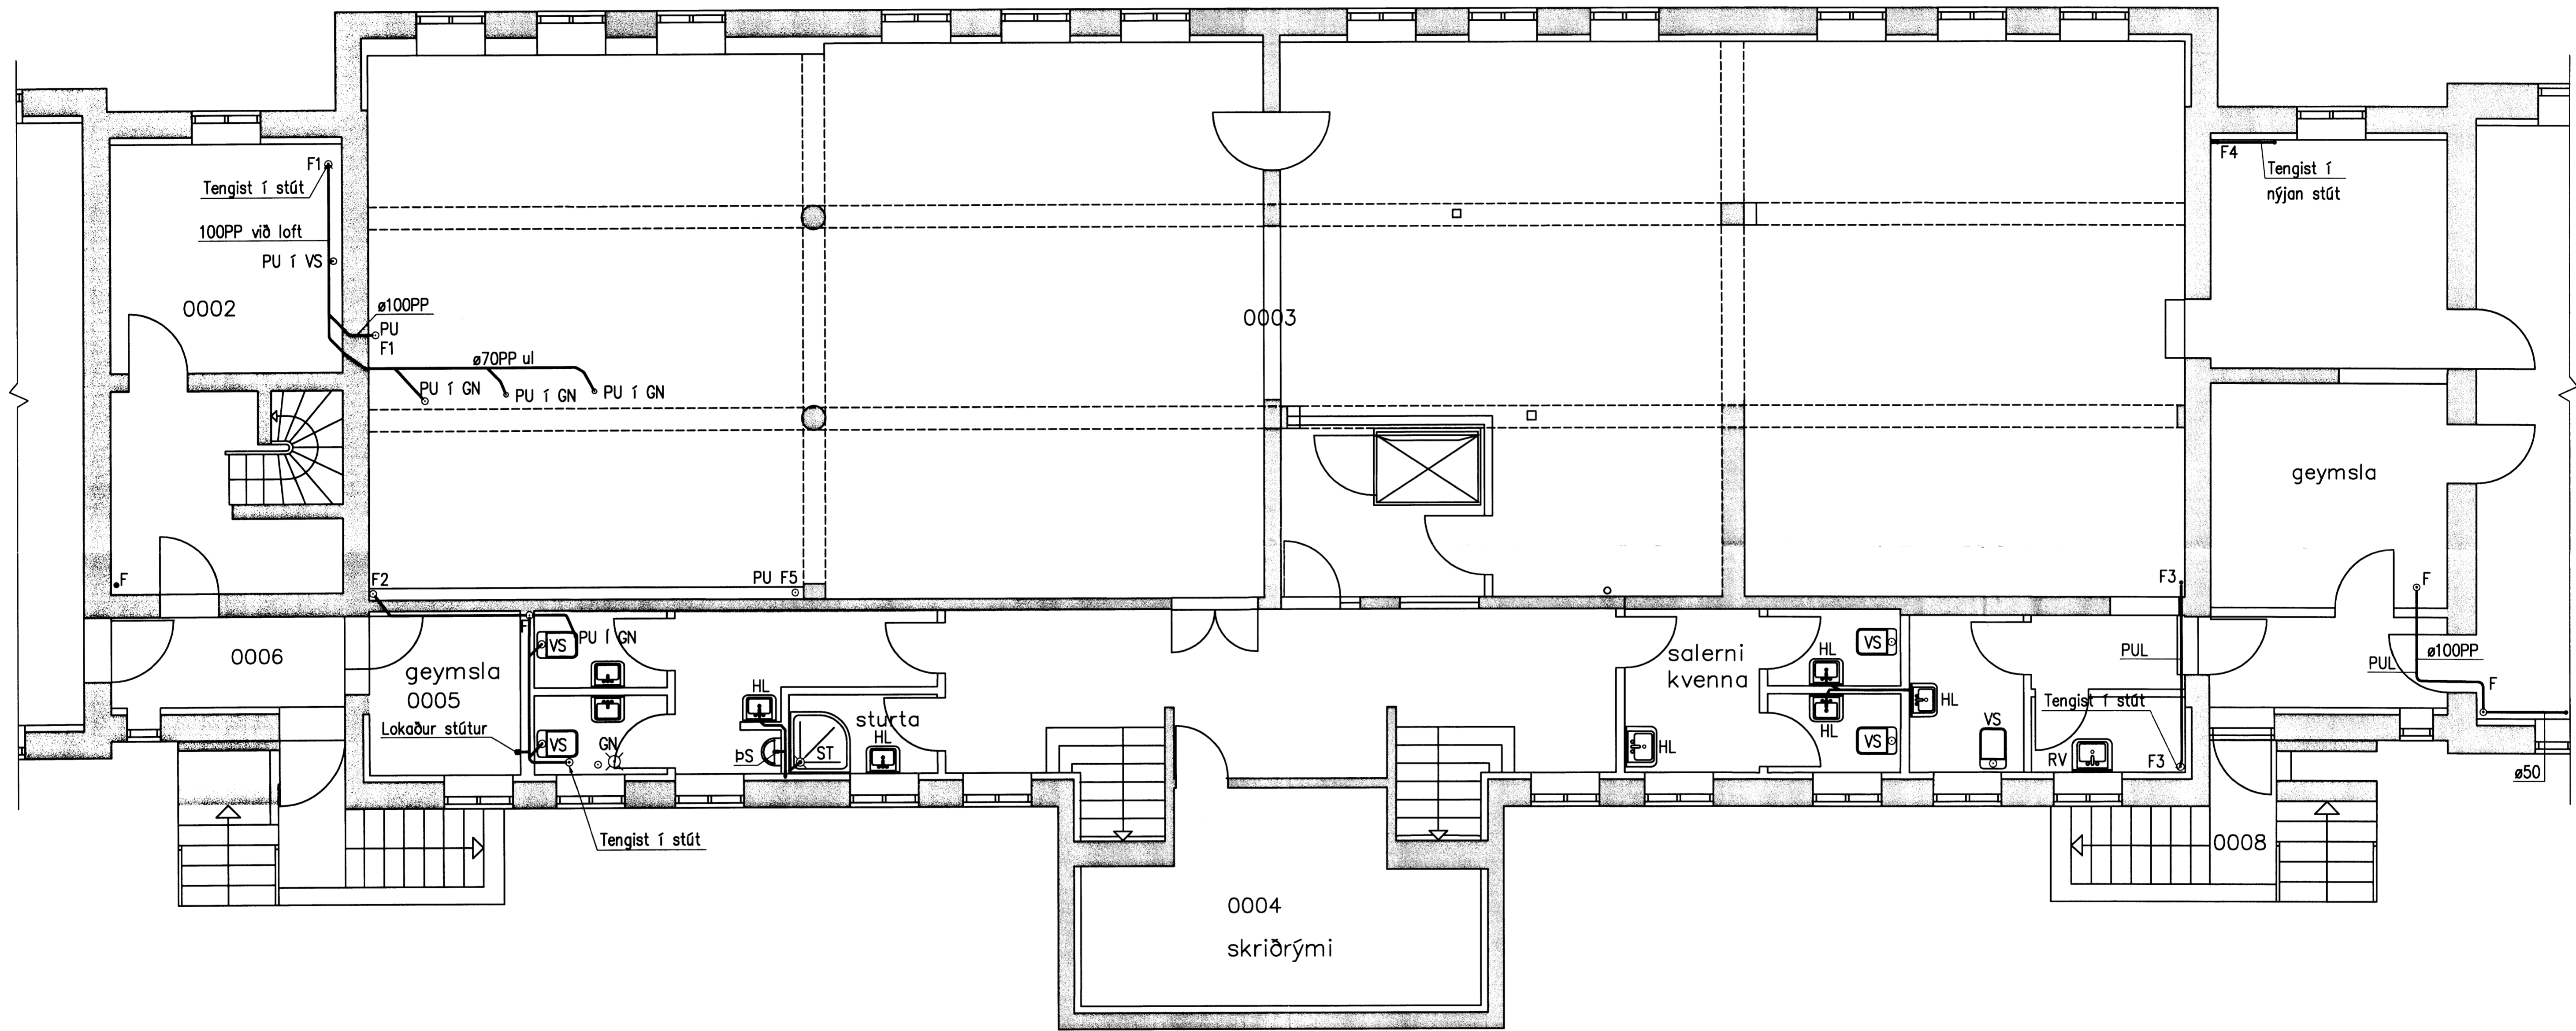 F1
Tengist í stút
100PP við loft
PU í VS
0002
ø100PP
PU
F1
ø70PP ul
PU í GN
PU í GN
PU í GN
0003
F4
Tengist í
nýjan stút
geymsla
F
F2
PU F5
F3
F
0006
geymsla
0005
Lokaður stútur
F
VS
PU Í GN
VS
GN
HL
ÞS
ST
sturta
HL
Tengist í stút
salerni
kvenna
HL
HL
HL
VS
VS
HL
VS
RV
PUL
Tengist í stút
F3
PUL
ø100PP
F
ø50
0008
0004
skriðrými